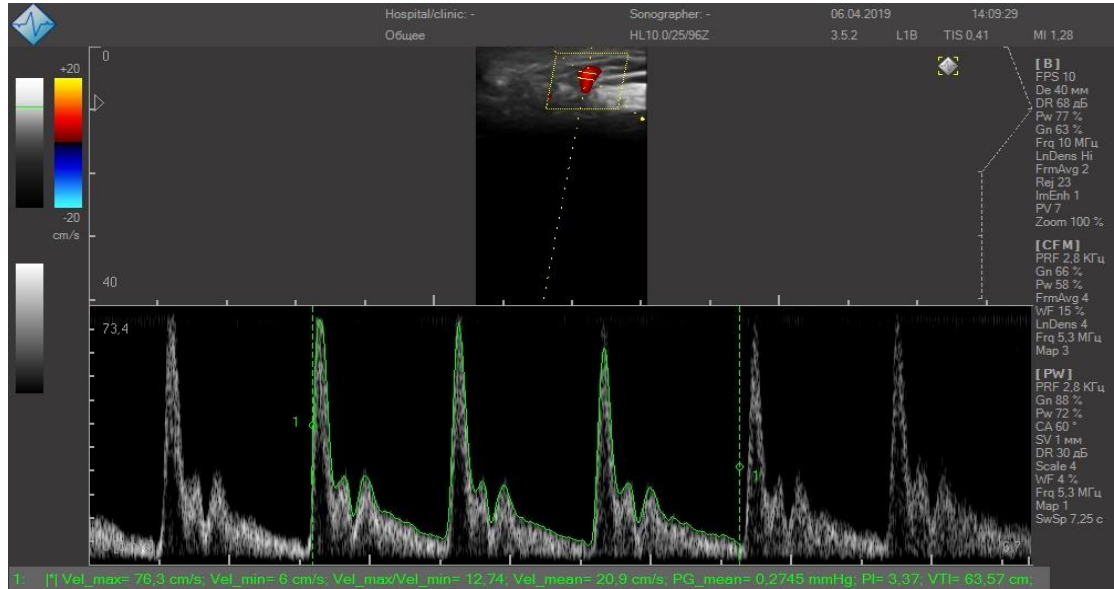 Hospital/clinic: - Sonographer: - 06.04.2019 14:09:29
Общее HL10.0/25/96Z 3.5.2 L1B TIS 0,41 MI 1,28
+20
-20
cm/s
0
40
[ B ]
FPS 10
De 40 мм
DR 68 дБ
Pw 77 %
Gn 63 %
Frq 10 МГц
LnDens Hi
FrmAvg 2
Rej 23
ImEnh 1
PV 7
Zoom 100 %
[CFM]
PRF 2,8 КГц
Gn 66 %
Pw 58 %
FrmAvg 4
WF 15 %
LnDens 4
Frq 5,3 МГц
Map 3
[PW]
PRF 2,8 КГц
Gn 88 %
Pw 72 %
CA 60 °
SV 1 мм
DR 30 дБ
Scale 4
WF 4 %
Frq 5,3 МГц
Map 1
SwSp 7,25 с
73,4
1
1
1: |*| Vel_max= 76,3 cm/s; Vel_min= 6 cm/s; Vel_max/Vel_min= 12,74; Vel_mean= 20,9 cm/s; PG_mean= 0,2745 mmHg; PI= 3,37; VTI= 63,57 cm;